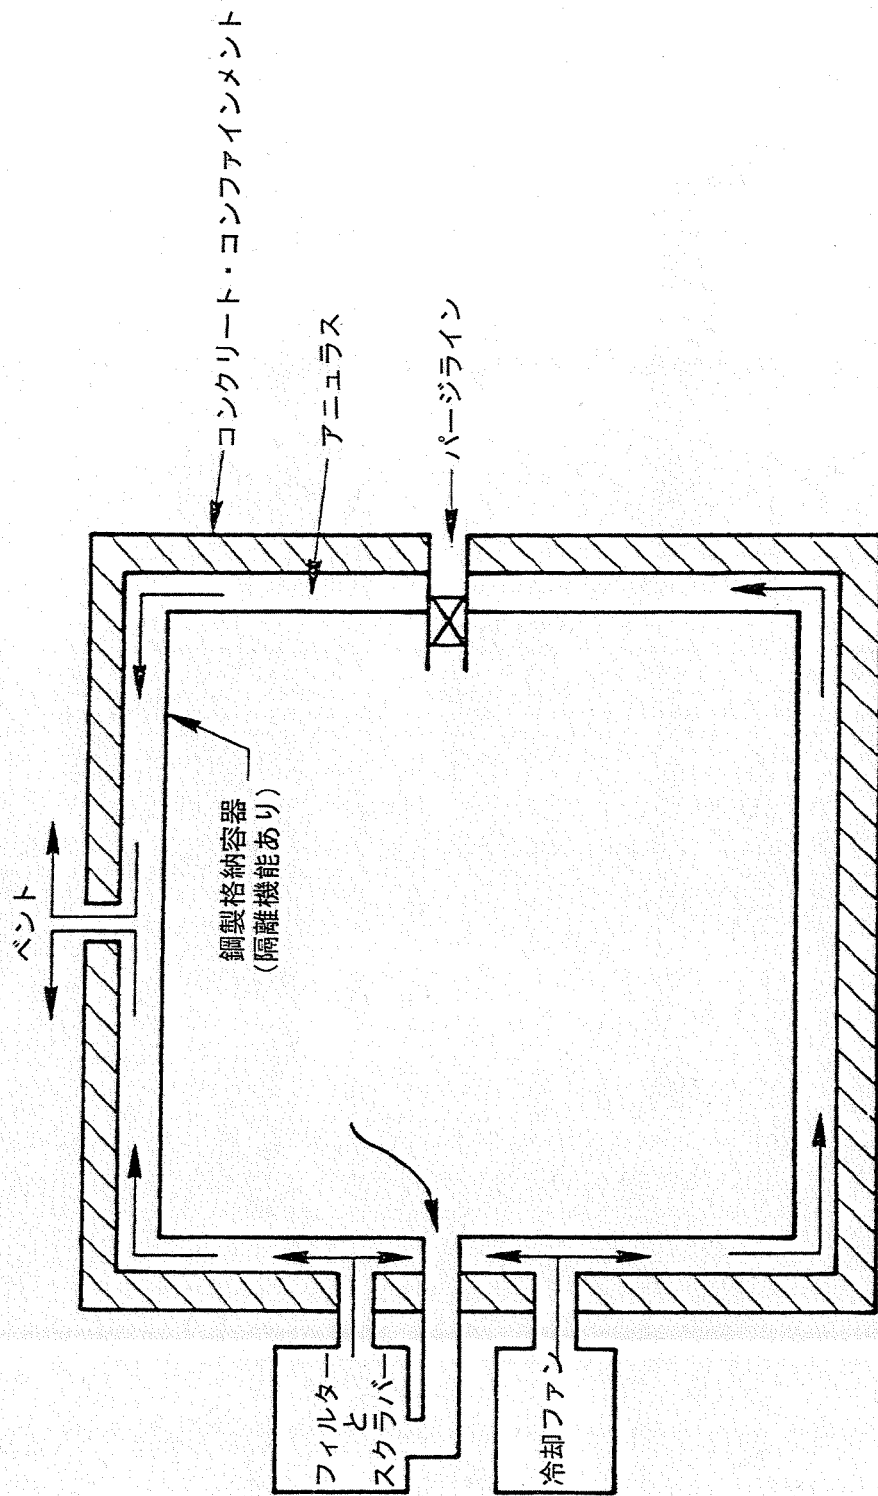 ベント
コンクリート・コンファインメント
アニュラス
パージライン
鋼製格納容器
（隔離機能あり）
フィルター
と
スクラバー
冷却ファン